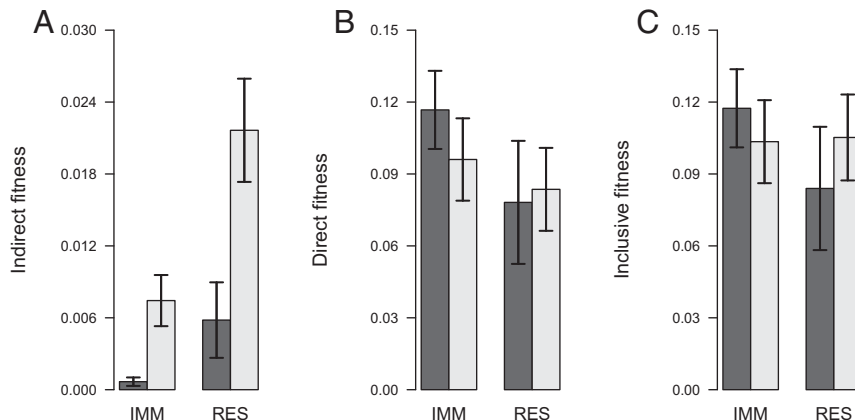 A
Indirect fitness
0.030
0.024
0.018
0.012
0.006
0.000
IMM RES
B
Direct fitness
0.15
0.12
0.09
0.06
0.03
0.00
IMM RES
C
Inclusive fitness
0.15
0.12
0.09
0.06
0.03
0.00
IMM RES